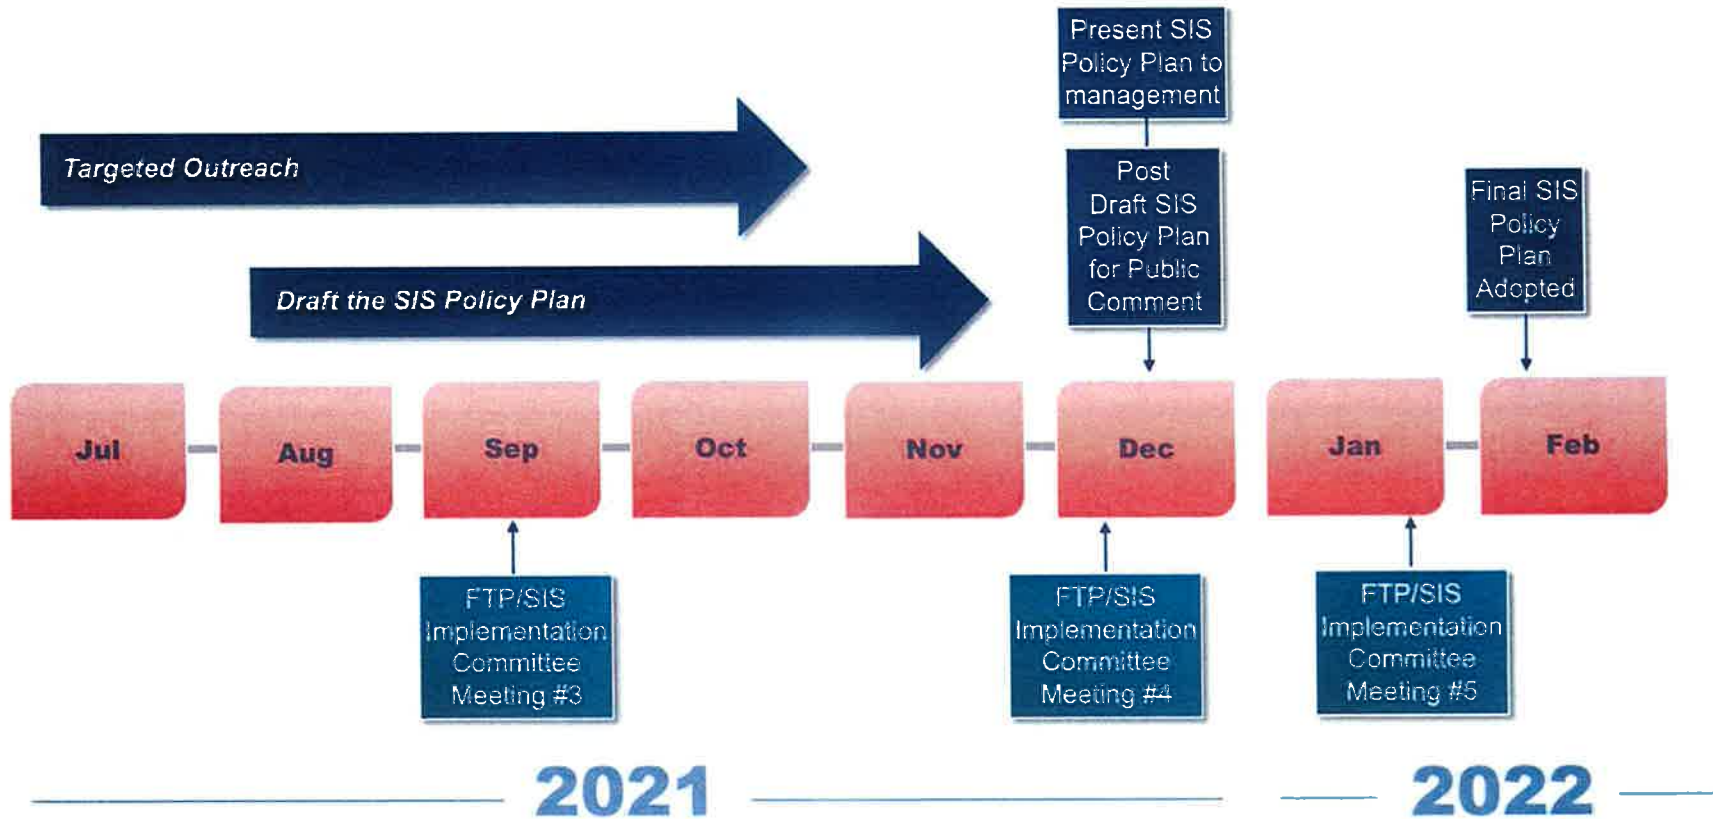 Present SIS
Policy Plan to
management
Targeted Outreach
Post
Draft SIS
Policy Plan
for Public
Comment
Final SIS
Policy
Plan
Adopted
Draft the SIS Policy Plan
Jul
Aug
Sep
Oct
Nov
Dec
Jan
Feb
FTP/SIS
Implementation
Committee
Meeting #3
FTP/SIS
Implementation
Committee
Meeting #4
FTP/SIS
Implementation
Committee
Meeting #5
2021
2022